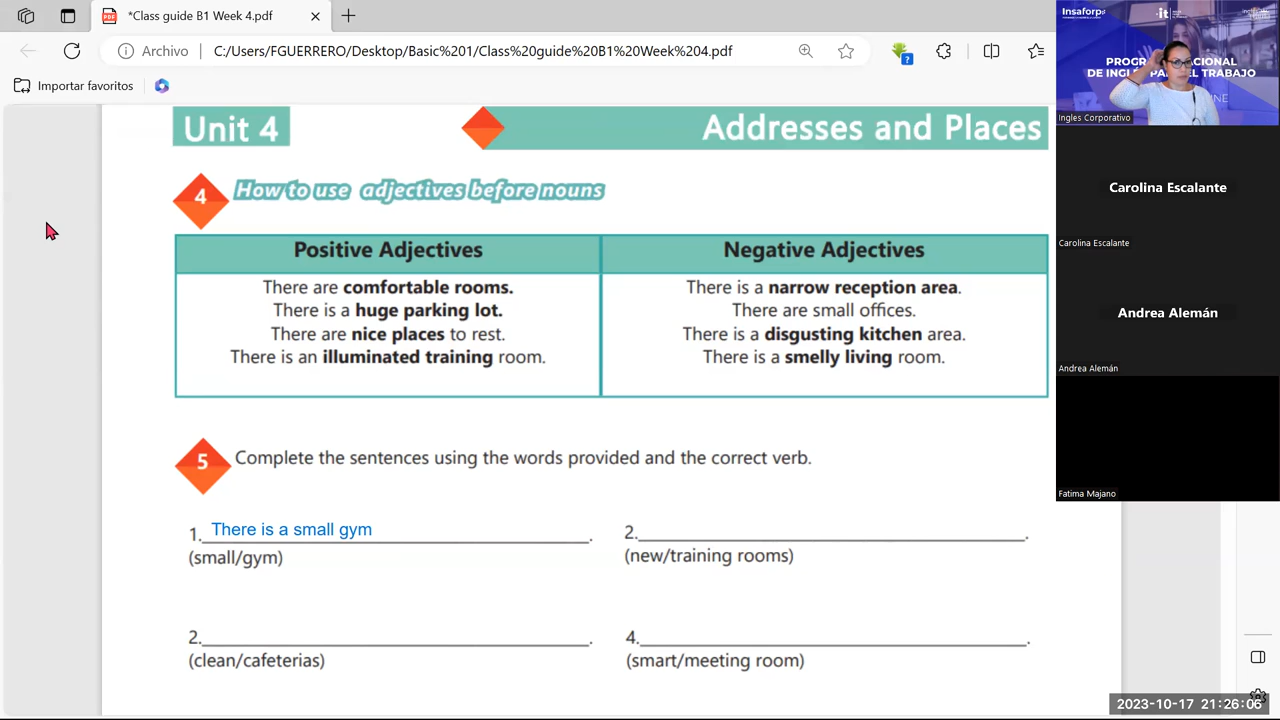 *Class guide B1 Week 4.pdf
Archivo
C:/Users/FGUERRERO/Desktop/Basic%201/Class%20guide%20B1%20Week%204.pdf
Importar favoritos
Unit 4
Addresses and Places
4
How to use adjectives before nouns
Positive Adjectives
There are comfortable rooms.
There is a huge parking lot.
There are nice places to rest.
There is an illuminated training room.
Negative Adjectives
There is a narrow reception area.
There are small offices.
There is a disgusting kitchen area.
There is a smelly living room.
5
Complete the sentences using the words provided and the correct verb.
1. There is a small gym.
(small/gym)
2. .
(new/training rooms)
2. .
(clean/cafeterias)
4. .
(smart/meeting room)
Insaforp
Ingles Corporativo
Carolina Escalante
Carolina Escalante
Andrea Alemán
Andrea Alemán
Fatima Majano
2023-10-17 21:26:06